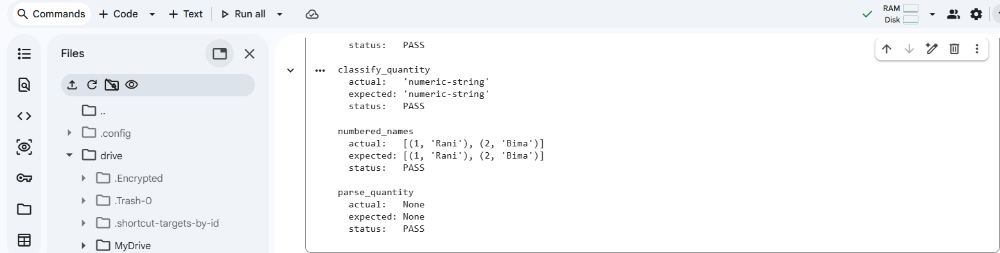 Commands + Code + Text Run all RAM Disk
Files
..
.config
drive
.Encrypted
.Trash-0
.shortcut-targets-by-id
MyDrive
status: PASS
classify_quantity
actual: 'numeric-string'
expected: 'numeric-string'
status: PASS
numbered_names
actual: [(1, 'Rani'), (2, 'Bima')]
expected: [(1, 'Rani'), (2, 'Bima')]
status: PASS
parse_quantity
actual: None
expected: None
status: PASS